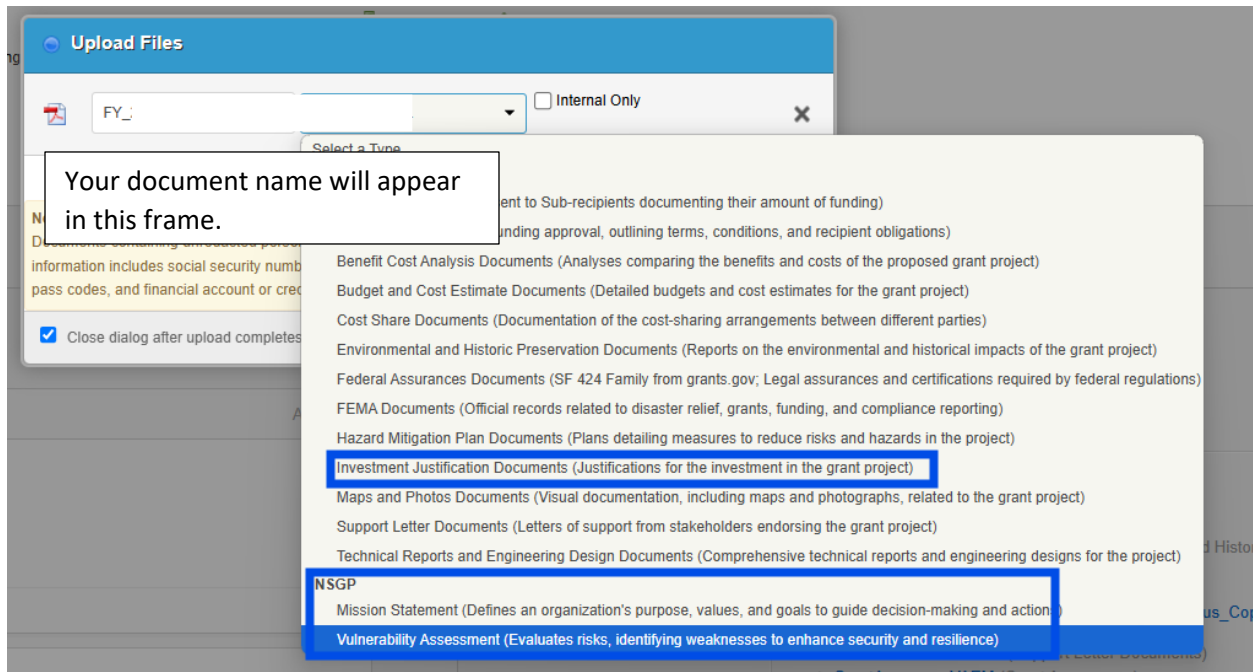 Upload Files
FY_
Internal Only
Select a Type
Your document name will appear
in this frame.
ent to Sub-recipients documenting their amount of funding)
unding approval, outlining terms, conditions, and recipient obligations)
Documents containing unredacted
information includes social security numb
pass codes, and financial account or cred
Close dialog after upload completes
Benefit Cost Analysis Documents (Analyses comparing the benefits and costs of the proposed grant project)
Budget and Cost Estimate Documents (Detailed budgets and cost estimates for the grant project)
Cost Share Documents (Documentation of the cost-sharing arrangements between different parties)
Environmental and Historic Preservation Documents (Reports on the environmental and historical impacts of the grant project)
Federal Assurances Documents (SF 424 Family from grants.gov; Legal assurances and certifications required by federal regulations)
FEMA Documents (Official records related to disaster relief, grants, funding, and compliance reporting)
Hazard Mitigation Plan Documents (Plans detailing measures to reduce risks and hazards in the project)
Investment Justification Documents (Justifications for the investment in the grant project)
Maps and Photos Documents (Visual documentation, including maps and photographs, related to the grant project)
Support Letter Documents (Letters of support from stakeholders endorsing the grant project)
Technical Reports and Engineering Design Documents (Comprehensive technical reports and engineering designs for the project)
NSGP
Mission Statement (Defines an organization's purpose, values, and goals to guide decision-making and actions)
Vulnerability Assessment (Evaluates risks, identifying weaknesses to enhance security and resilience)
d Histor
us_Cop